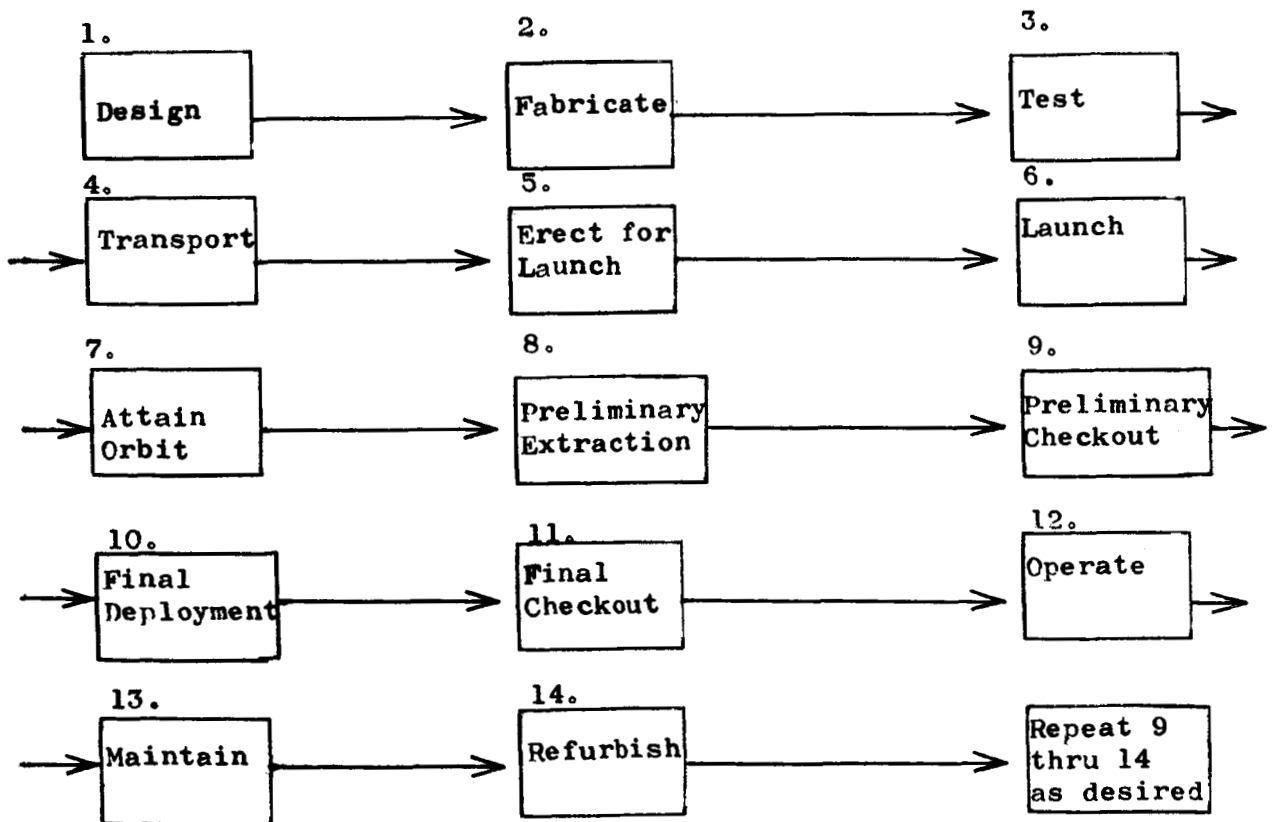 1.
2.
3.
Design
Fabricate
Test
4.
5.
6.
Transport
Erect for
Launch
Launch
7.
8.
9.
Attain
Orbit
Preliminary
Extraction
Preliminary
Checkout
10.
11.
12.
Final
Deployment
Final
Checkout
Operate
13.
14.
Maintain
Refurbish
Repeat 9
thru 14
as desired